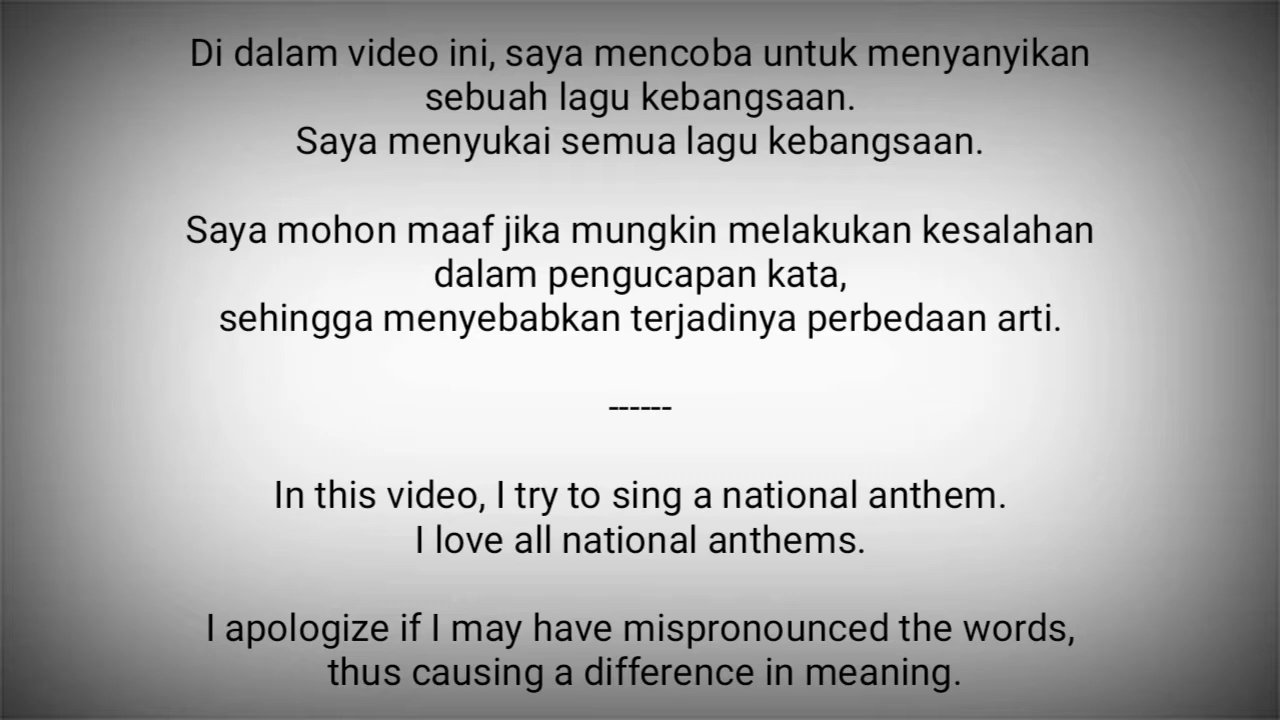 Di dalam video ini, saya mencoba untuk menyanyikan
sebuah lagu kebangsaan.
Saya menyukai semua lagu kebangsaan.
Saya mohon maaf jika mungkin melakukan kesalahan
dalam pengucapan kata,
sehingga menyebabkan terjadinya perbedaan arti.
------
In this video, I try to sing a national anthem.
I love all national anthems.
I apologize if I may have mispronounced the words,
thus causing a difference in meaning.